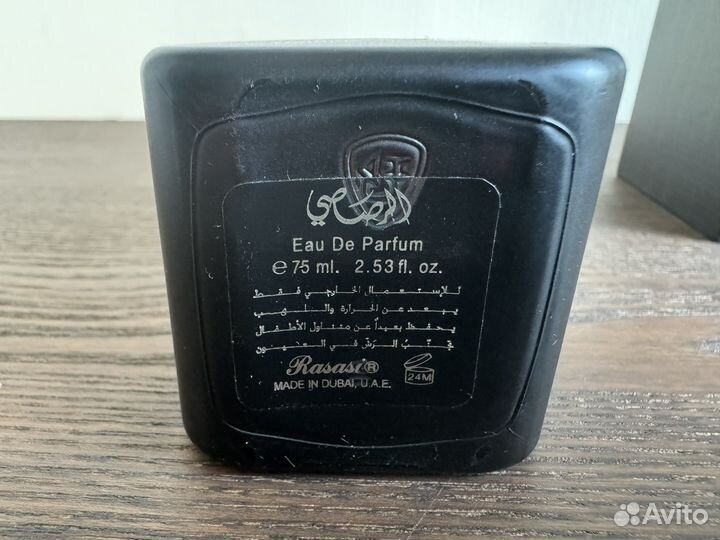 الرصاصي
Eau De Parfum
℮ 75 ml. 2.53 fl. oz.
للإستعمال الخارجي فقط
يبعد عن الحرارة واللهب
يحفظ بعيداً عن متناول الأطفال
تجنب الرش في العينين
Rasasi®
24M
MADE IN DUBAI, U.A.E.
Avito